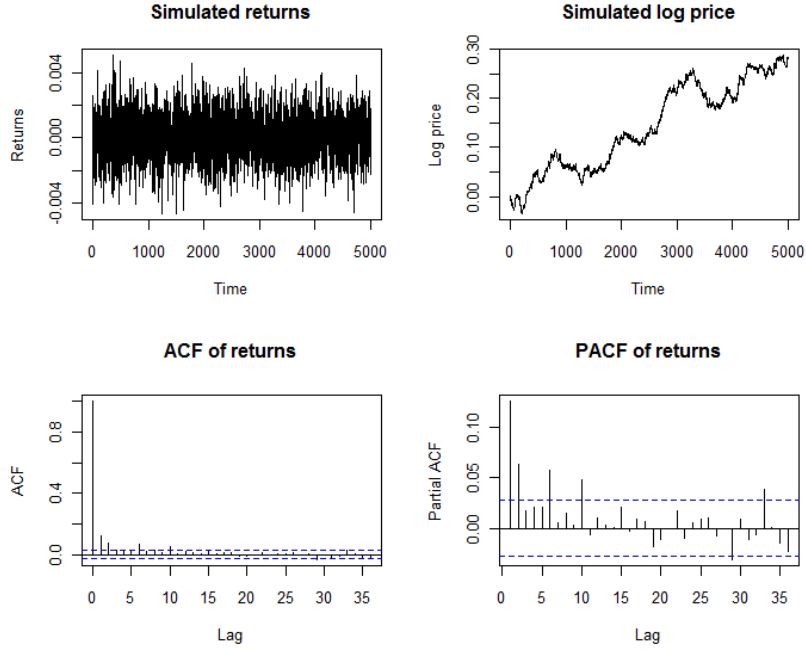 Simulated returns
Returns
0.004
0.000
-0.004
0 1000 2000 3000 4000 5000
Time
Simulated log price
Log price
0.30
0.20
0.10
0.00
0 1000 2000 3000 4000 5000
Time
ACF of returns
ACF
0.8
0.4
0.0
0 5 10 15 20 25 30 35
Lag
PACF of returns
Partial ACF
0.10
0.05
0.00
0 5 10 15 20 25 30 35
Lag